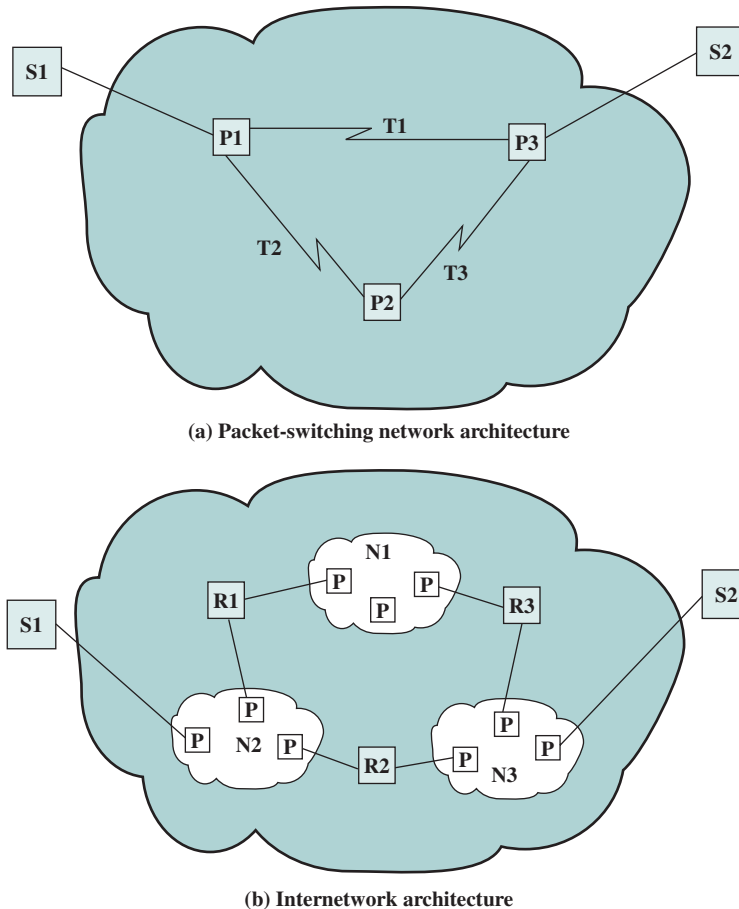 S1
S2
P1
T1
P3
T2
T3
P2
(a) Packet-switching network architecture
N1
P
P
P
R1
R3
S1
S2
P
P
P
N2
R2
P
P
P
N3
(b) Internetwork architecture